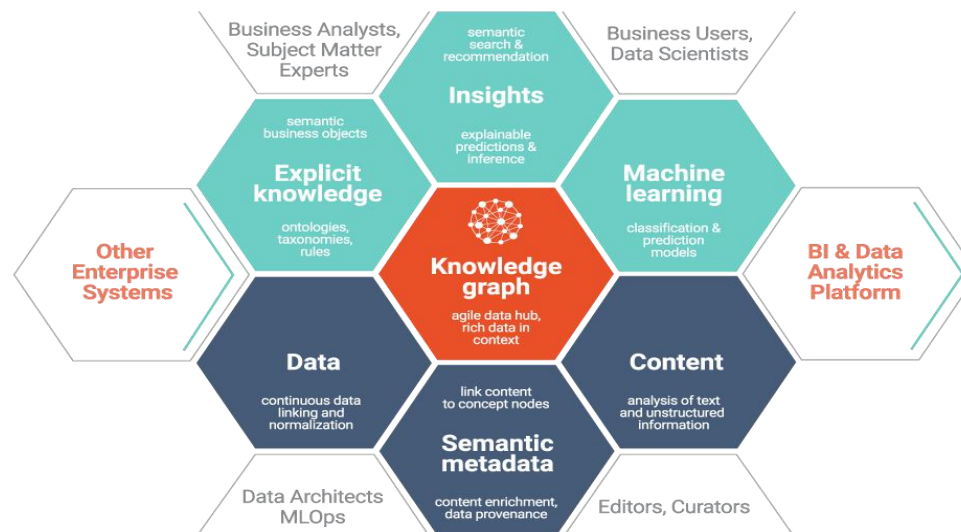 Business Analysts,
Subject Matter
Experts
semantic
search &
recommendation
Insights
explainable
predictions &
inference
Business Users,
Data Scientists
semantic
business objects
Explicit
knowledge
ontologies,
taxonomies,
rules
Machine
learning
classification &
prediction
models
Other
Enterprise
Systems
Knowledge
graph
agile data hub,
rich data in
context
BI & Data
Analytics
Platform
Data
continuous data
linking and
normalization
link content
to concept nodes
Semantic
metadata
content enrichment,
data provenance
Content
analysis of text
and unstructured
information
Data Architects
MLOps
Editors, Curators